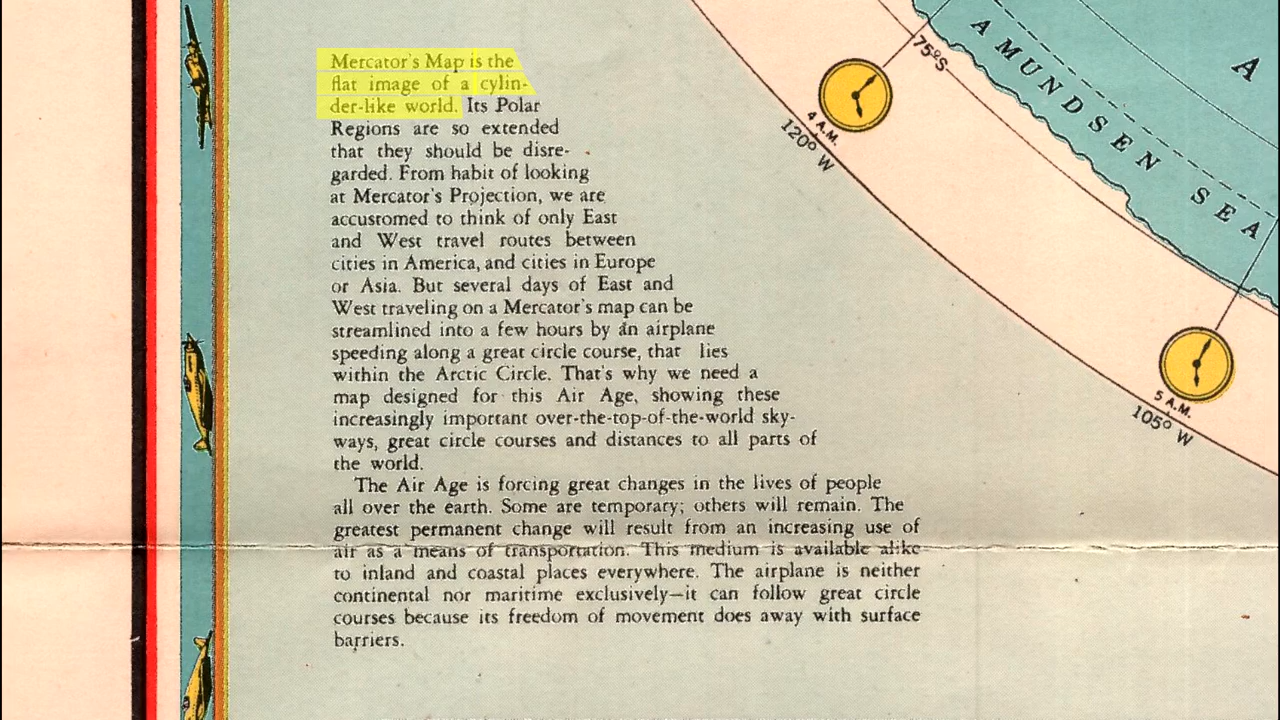 Mercator's Map is the
flat image of a cylin-
der-like world. Its Polar
Regions are so extended
that they should be disre-
garded. From habit of looking
at Mercator's Projection, we are
accustomed to think of only East
and West travel routes between
cities in America, and cities in Europe
or Asia. But several days of East and
West traveling on a Mercator's map can be
streamlined into a few hours by an airplane
speeding along a great circle course, that lies
within the Arctic Circle. That's why we need a
map designed for this Air Age, showing these
increasingly important over-the-top-of-the-world sky-
ways, great circle courses and distances to all parts of
the world.
The Air Age is forcing great changes in the lives of people
all over the earth. Some are temporary; others will remain. The
greatest permanent change will result from an increasing use of
air as a means of transportation. This medium is available alike
to inland and coastal places everywhere. The airplane is neither
continental nor maritime exclusively—it can follow great circle
courses because its freedom of movement does away with surface
barriers.
75°S
4 A.M.
120° W
AMUNDSEN SEA
A
5 A.M.
105° W